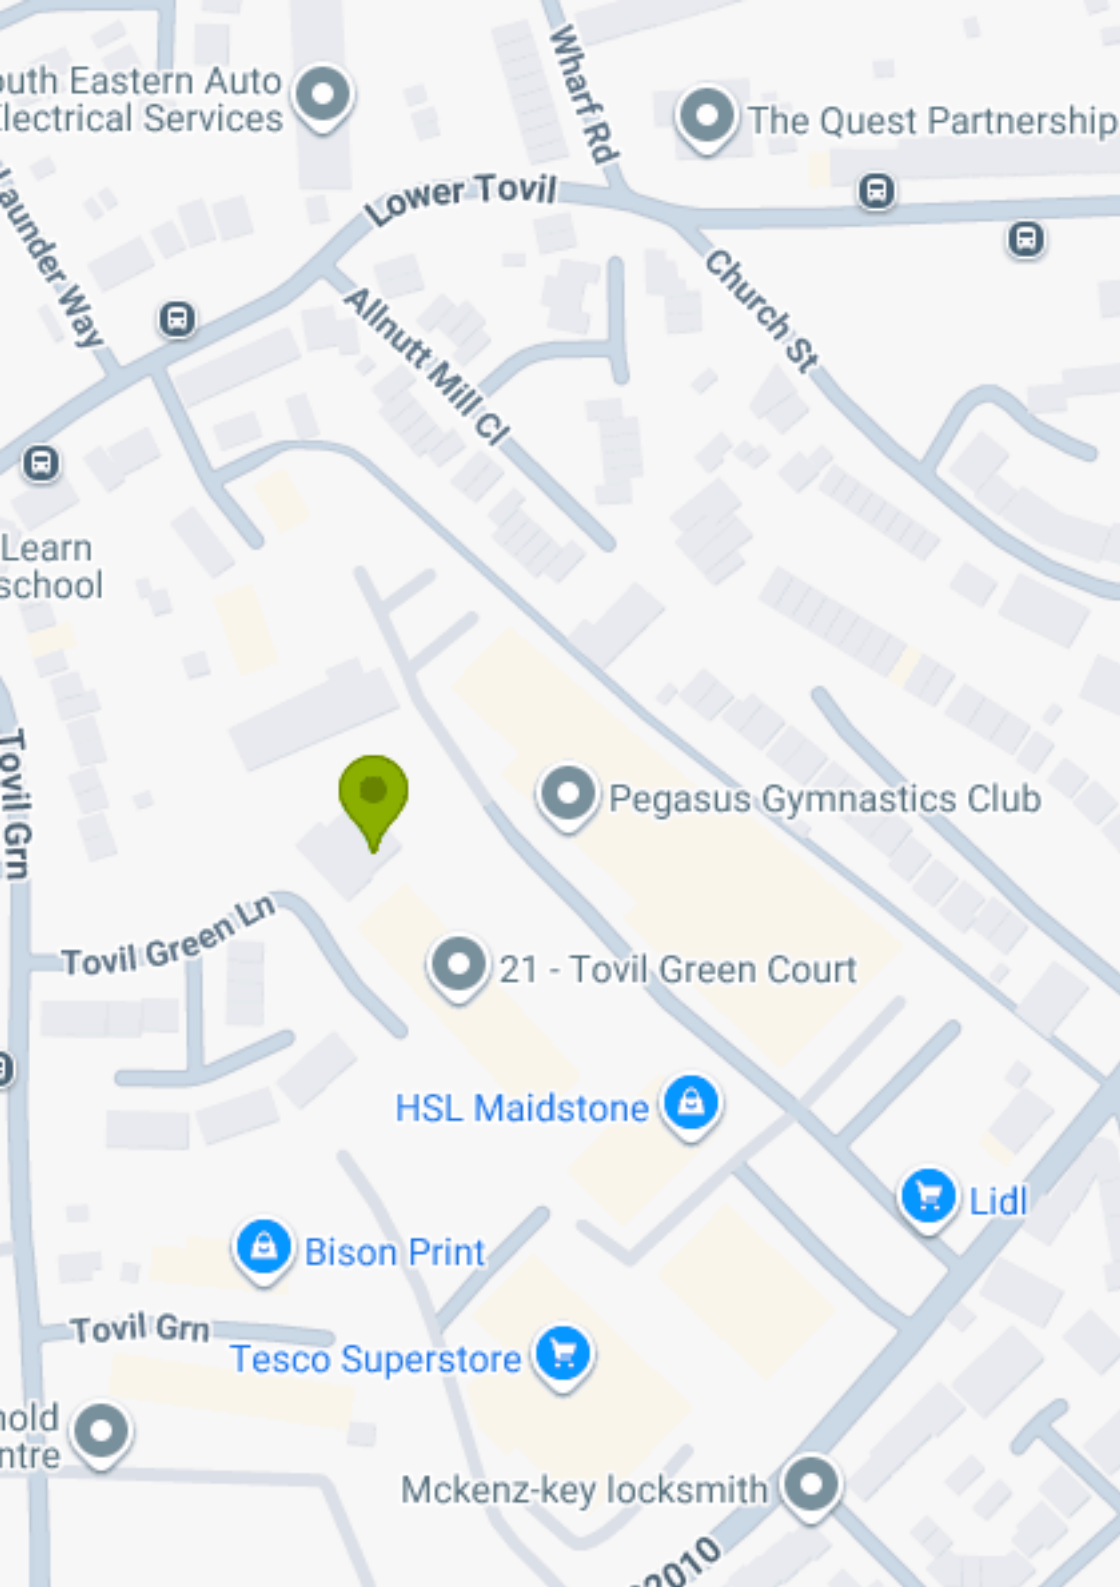 outh Eastern Auto
Electrical Services
Wharf Rd
The Quest Partnership
Lower Tovil
aunder Way
Church St
Allnutt Mill Cl
Learn
school
Tovil Grn
Pegasus Gymnastics Club
Tovil Green Ln
21 - Tovil Green Court
HSL Maidstone
Lidl
Bison Print
Tovil Grn
Tesco Superstore
hold
ntre
Mckenz-key locksmith
2010